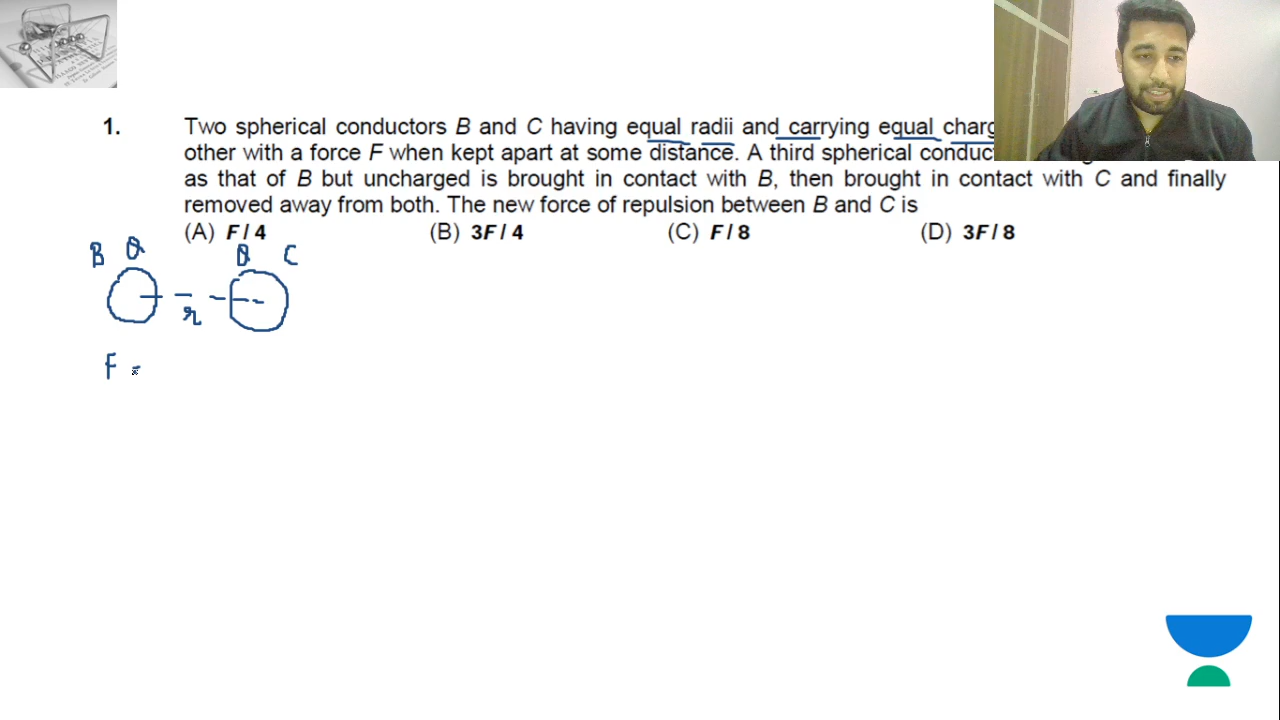 1. Two spherical conductors B and C having equal radii and carrying equal
other with a force F when kept apart at some distance. A third spherical
as that of B but uncharged is brought in contact with B, then brought in contact with C and finally
removed away from both. The new force of repulsion between B and C is
(A) F / 4 (B) 3F / 4 (C) F / 8 (D) 3F / 8
B Q Q C
r
F =